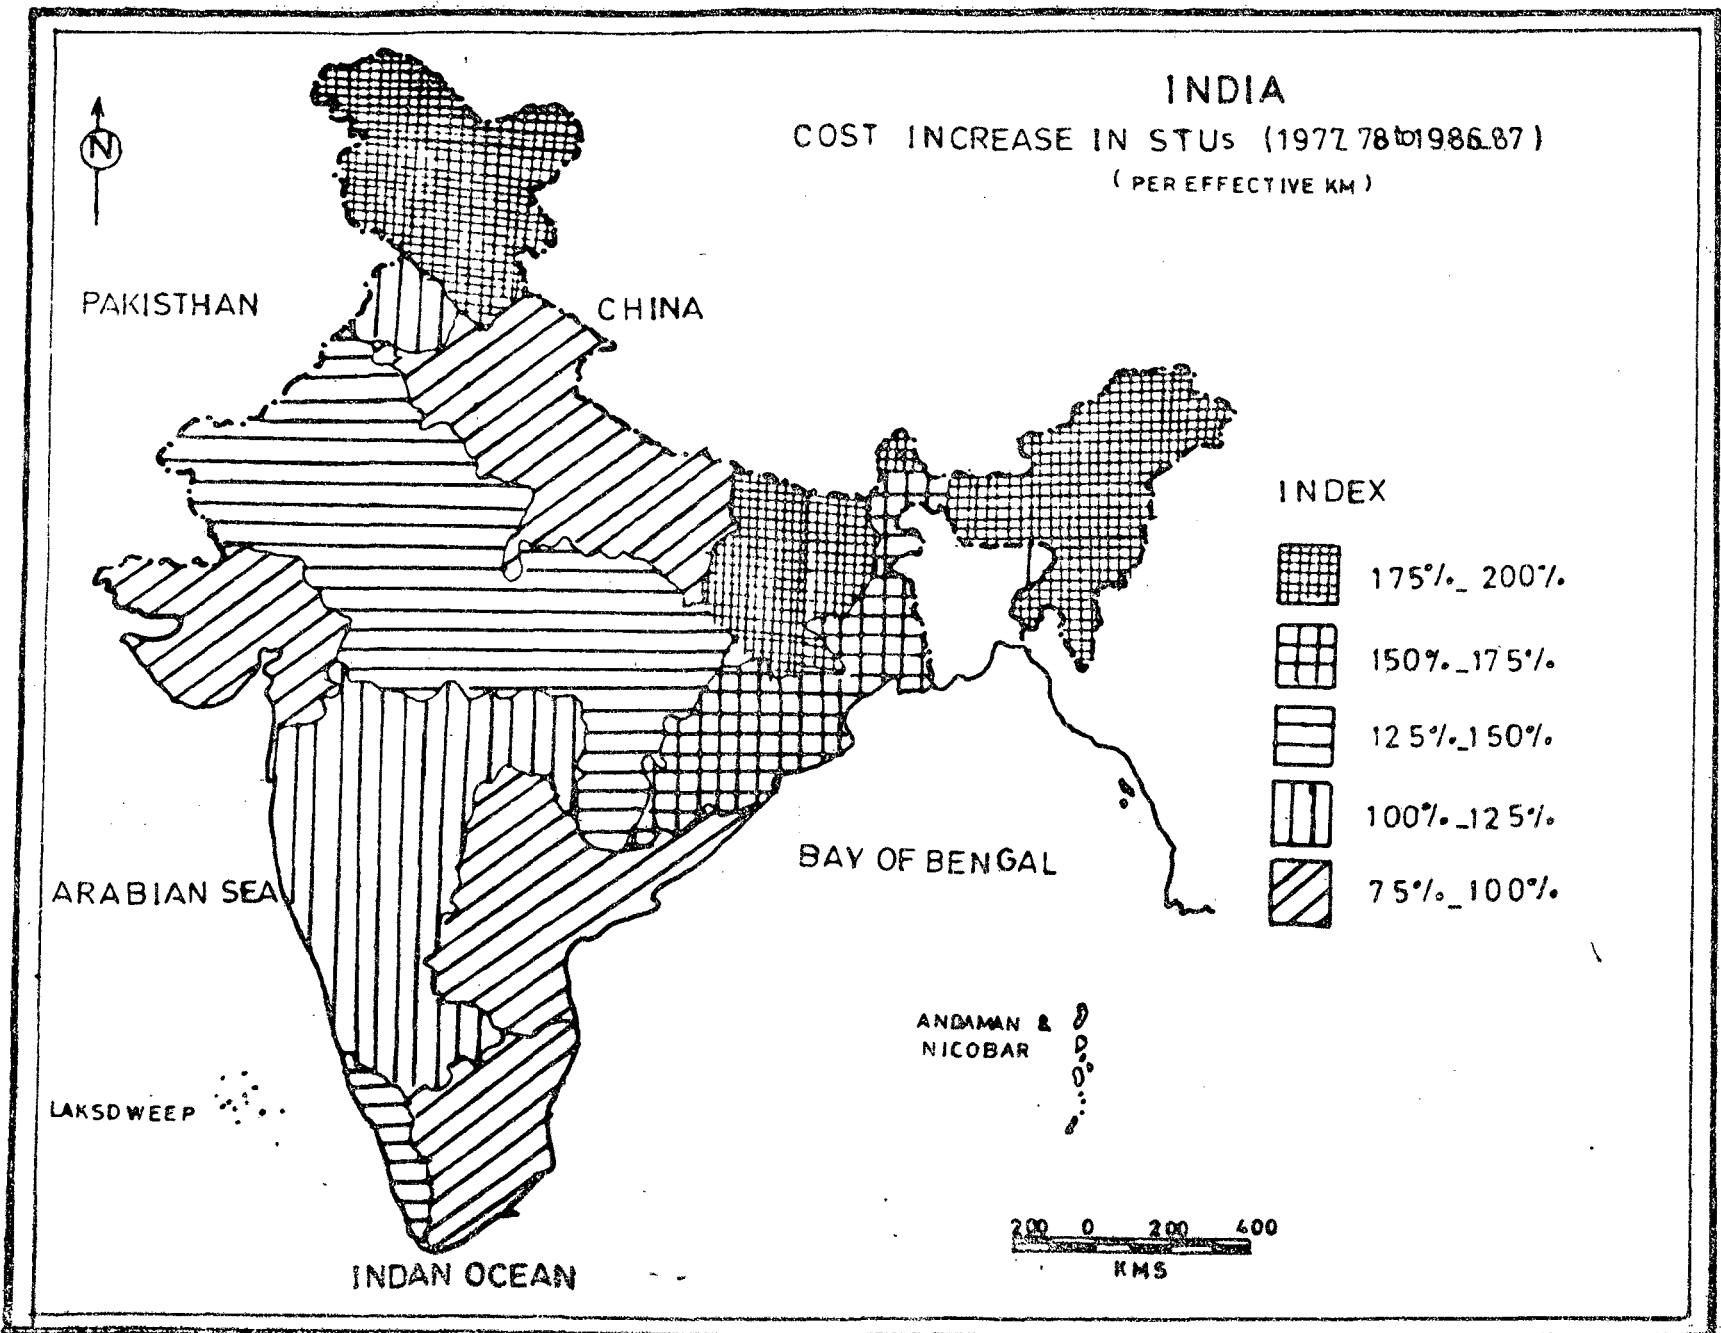 INDIA
COST INCREASE IN STUs (1977 78 to 1986-87)
(PER EFFECTIVE KM)
N
PAKISTHAN
CHINA
INDEX
175%_200%
150%_175%
125%_150%
100%_125%
75%_100%
BAY OF BENGAL
ARABIAN SEA
ANDAMAN &
NICOBAR
LAKSDWEEP
200 0 200 400
KMS
INDAN OCEAN